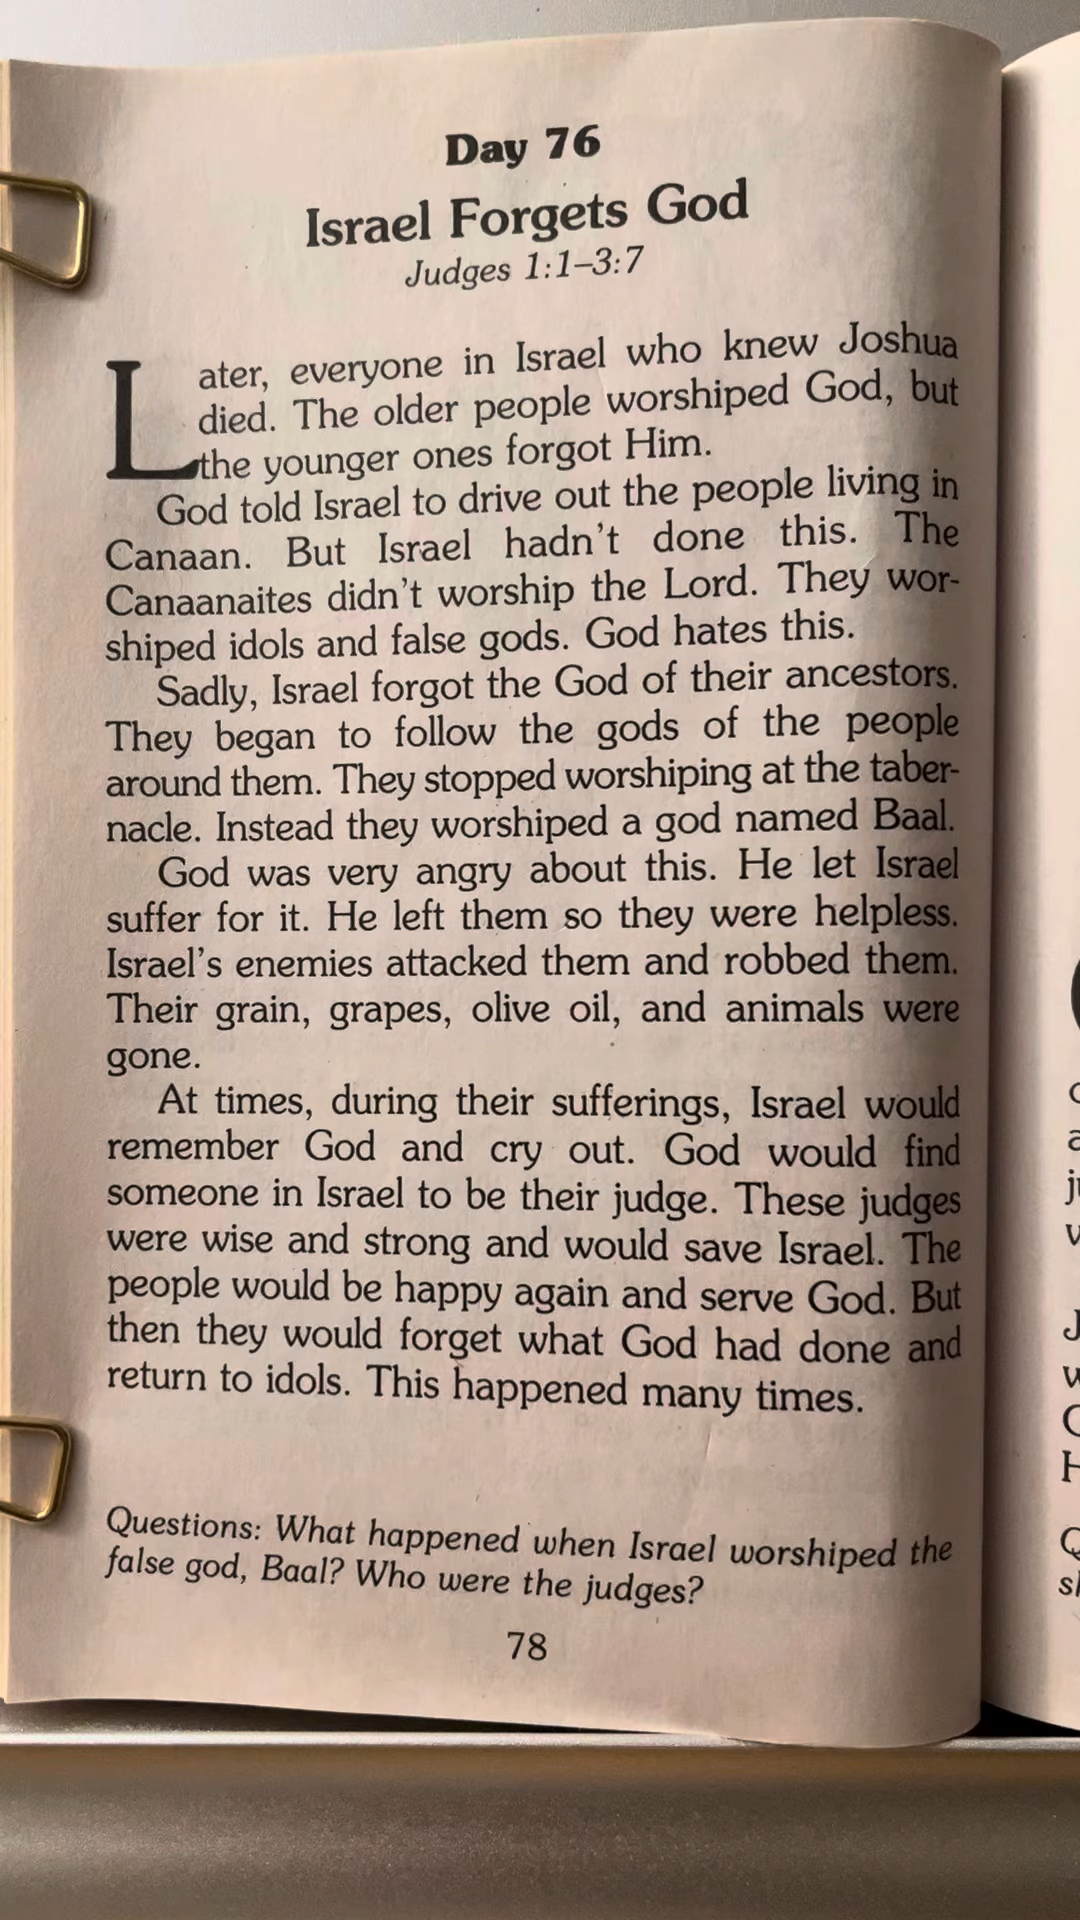 Day 76
Israel Forgets God
Judges 1:1–3:7
Later, everyone in Israel who knew Joshua
died. The older people worshiped God, but
the younger ones forgot Him.
God told Israel to drive out the people living in
Canaan. But Israel hadn't done this. The
Canaanaites didn't worship the Lord. They wor-
shiped idols and false gods. God hates this.
Sadly, Israel forgot the God of their ancestors.
They began to follow the gods of the people
around them. They stopped worshiping at the taber-
nacle. Instead they worshiped a god named Baal.
God was very angry about this. He let Israel
suffer for it. He left them so they were helpless.
Israel's enemies attacked them and robbed them.
Their grain, grapes, olive oil, and animals were
gone.
At times, during their sufferings, Israel would
remember God and cry out. God would find
someone in Israel to be their judge. These judges
were wise and strong and would save Israel. The
people would be happy again and serve God. But
then they would forget what God had done and
return to idols. This happened many times.
Questions: What happened when Israel worshiped the
false god, Baal? Who were the judges?
78